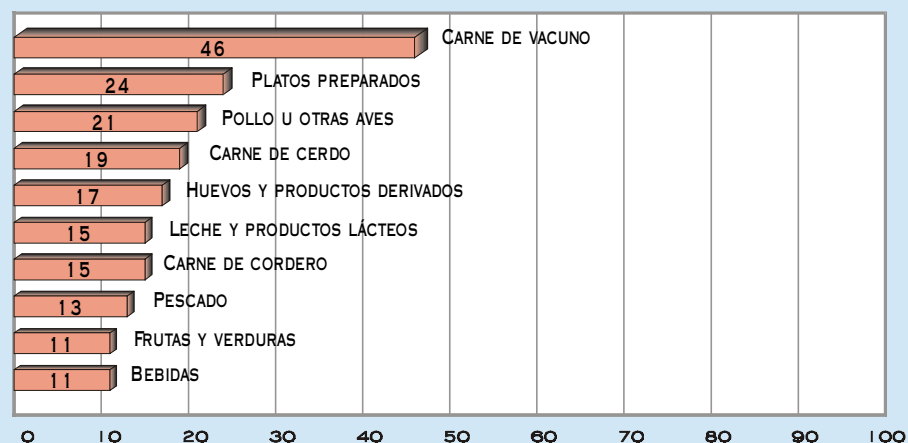 46 CARNE DE VACUNO
24 PLATOS PREPARADOS
21 POLLO U OTRAS AVES
19 CARNE DE CERDO
17 HUEVOS Y PRODUCTOS DERIVADOS
15 LECHE Y PRODUCTOS LÁCTEOS
15 CARNE DE CORDERO
13 PESCADO
11 FRUTAS Y VERDURAS
11 BEBIDAS
0 10 20 30 40 50 60 70 80 90 100